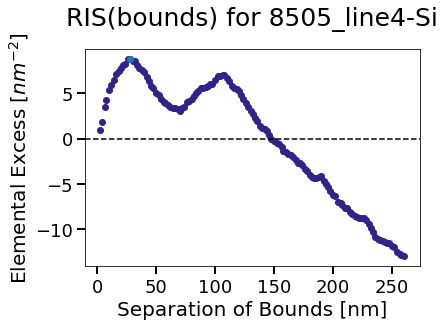 RIS(bounds) for 8505_line4-Si
Elemental Excess [nm⁻²]
5
0
−5
−10
0 50 100 150 200 250
Separation of Bounds [nm]